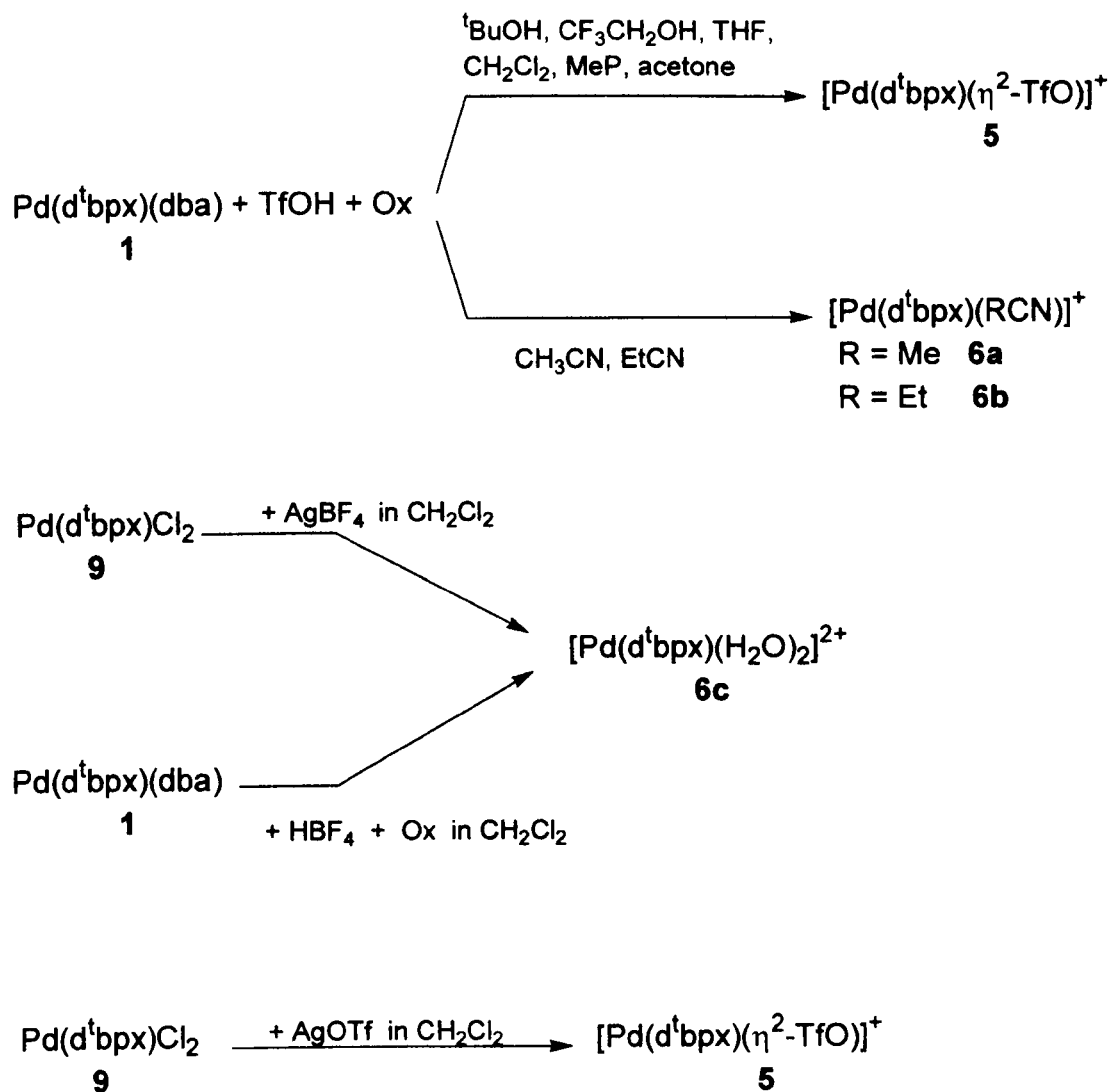 ᵗBuOH, CF₃CH₂OH, THF,
CH₂Cl₂, MeP, acetone
[Pd(dᵗbpx)(η²-TfO)]⁺
5
Pd(dᵗbpx)(dba) + TfOH + Ox
1
[Pd(dᵗbpx)(RCN)]⁺
CH₃CN, EtCN
R = Me 6a
R = Et 6b
Pd(dᵗbpx)Cl₂
+ AgBF₄ in CH₂Cl₂
9
[Pd(dᵗbpx)(H₂O)₂]²⁺
6c
Pd(dᵗbpx)(dba)
1
+ HBF₄ + Ox in CH₂Cl₂
Pd(dᵗbpx)Cl₂
+ AgOTf in CH₂Cl₂
[Pd(dᵗbpx)(η²-TfO)]⁺
9
5